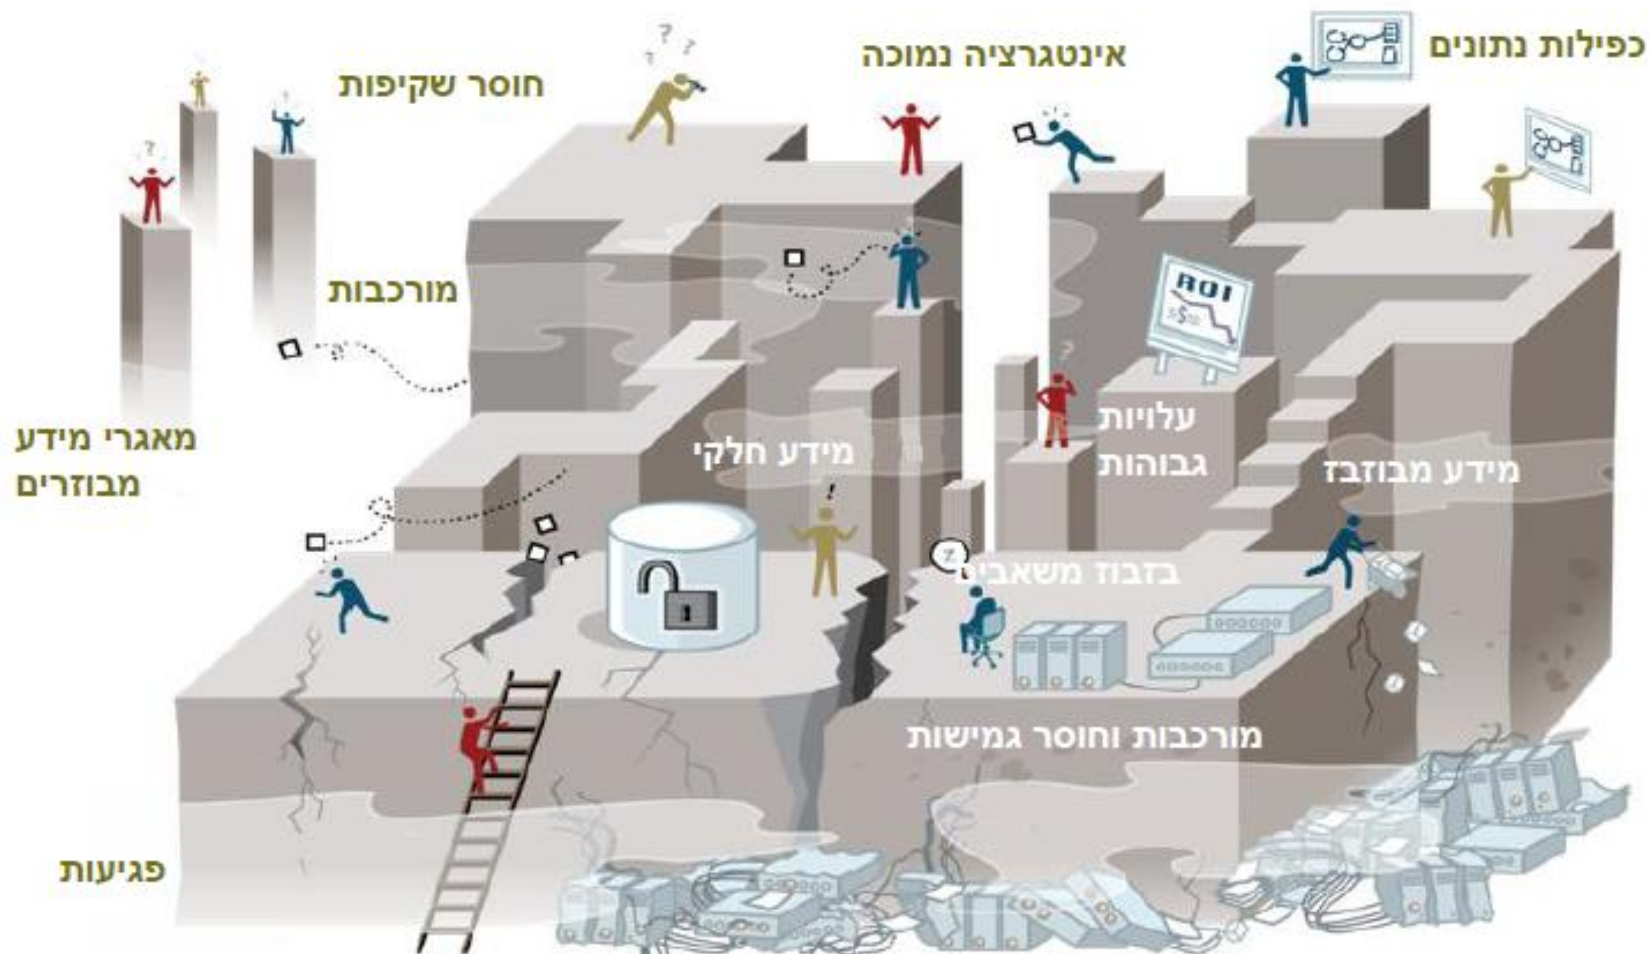 כפילות נתונים
אינטגרציה נמוכה
חוסר שקיפות
מורכבות
ROI
$
עלויות
גבוהות
מידע חלקי
מידע מבוזבז
מאגרי מידע
מבוזרים
בזבוז משאבים
מורכבות וחוסר גמישות
פגיעות